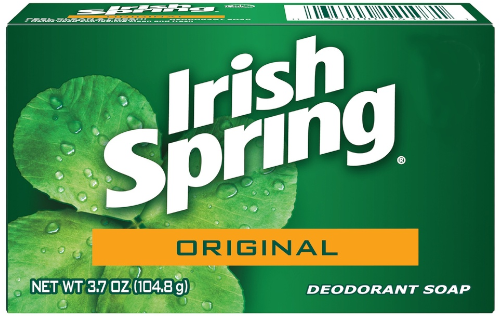 Irish
Spring®
ORIGINAL
NET WT 3.7 OZ (104.8 g)
DEODORANT SOAP